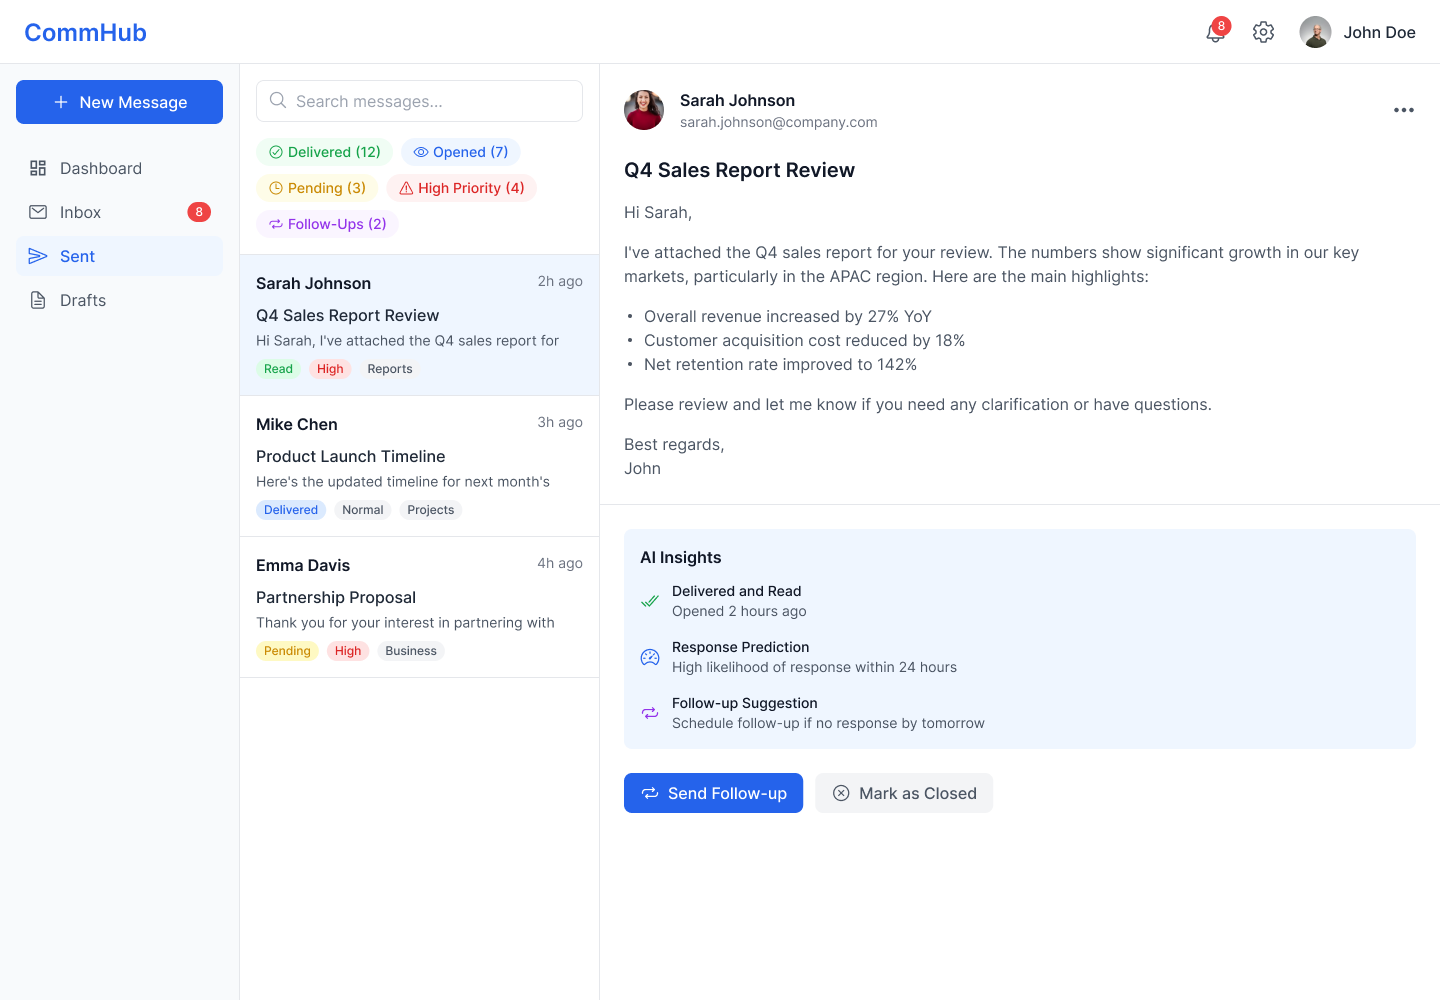 CommHub
8
John Doe
New Message
Dashboard
Inbox
8
Sent
Drafts
Search messages...
Delivered (12)
Opened (7)
Pending (3)
High Priority (4)
Follow-Ups (2)
Sarah Johnson
2h ago
Q4 Sales Report Review
Hi Sarah, I've attached the Q4 sales report for
Read
High
Reports
Mike Chen
3h ago
Product Launch Timeline
Here's the updated timeline for next month's
Delivered
Normal
Projects
Emma Davis
4h ago
Partnership Proposal
Thank you for your interest in partnering with
Pending
High
Business
Sarah Johnson
sarah.johnson@company.com
Q4 Sales Report Review
Hi Sarah,
I've attached the Q4 sales report for your review. The numbers show significant growth in our key
markets, particularly in the APAC region. Here are the main highlights:
• Overall revenue increased by 27% YoY
• Customer acquisition cost reduced by 18%
• Net retention rate improved to 142%
Please review and let me know if you need any clarification or have questions.
Best regards,
John
AI Insights
Delivered and Read
Opened 2 hours ago
Response Prediction
High likelihood of response within 24 hours
Follow-up Suggestion
Schedule follow-up if no response by tomorrow
Send Follow-up
Mark as Closed